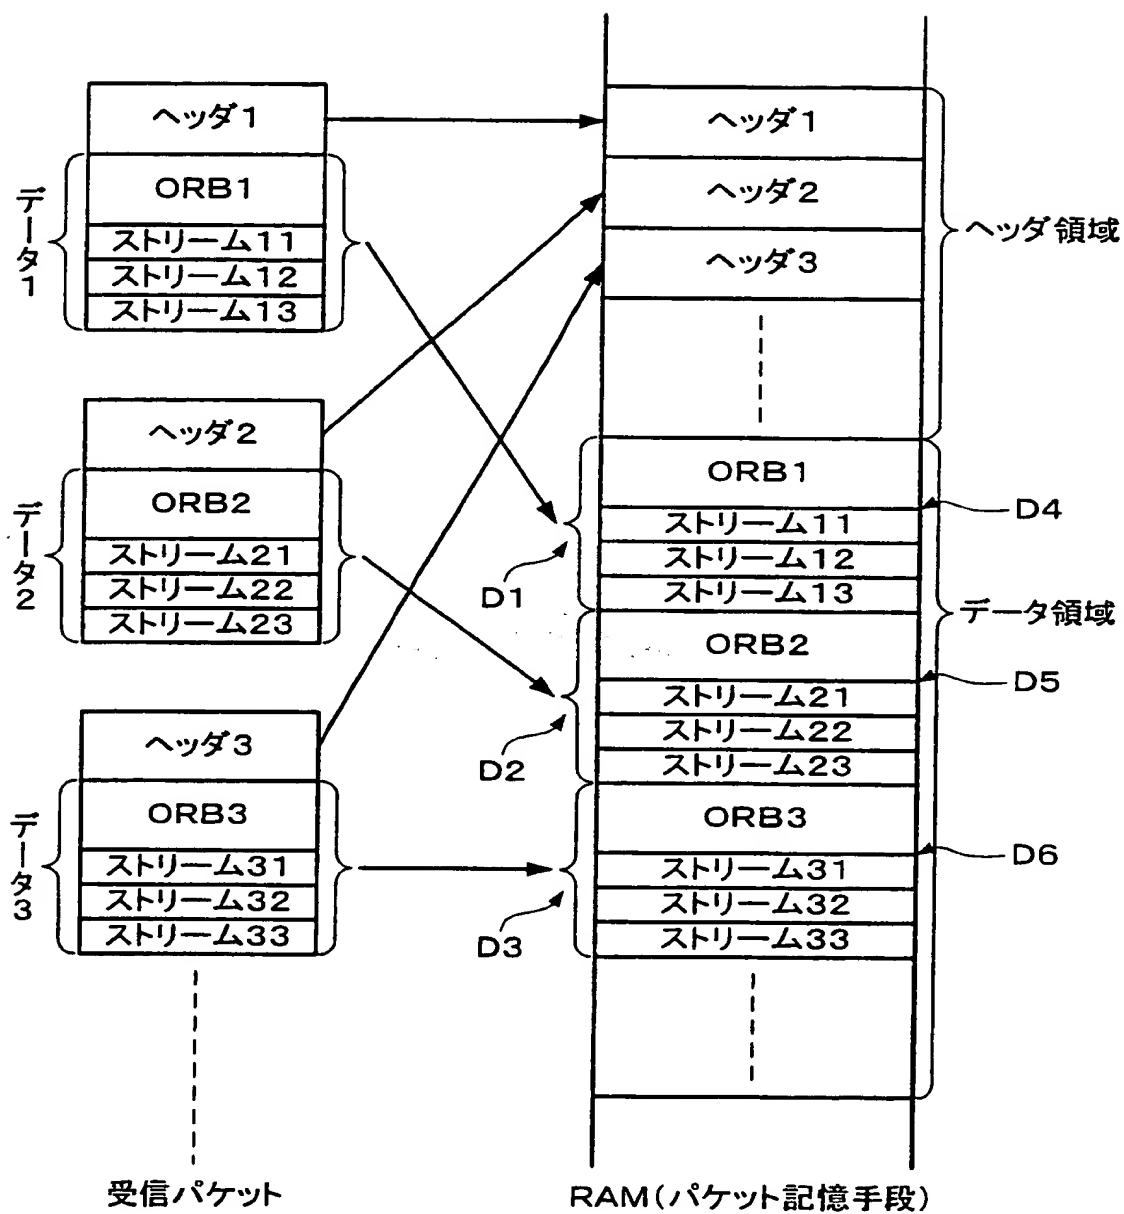 ヘッダ1
データ1
ORB1
ストリーム11
ストリーム12
ストリーム13
ヘッダ2
データ2
ORB2
ストリーム21
ストリーム22
ストリーム23
ヘッダ3
データ3
ORB3
ストリーム31
ストリーム32
ストリーム33
受信パケット
ヘッダ1
ヘッダ2
ヘッダ3
ヘッダ領域
ORB1
ストリーム11
ストリーム12
ストリーム13
D1
D4
ORB2
ストリーム21
ストリーム22
ストリーム23
D2
D5
データ領域
ORB3
ストリーム31
ストリーム32
ストリーム33
D3
D6
RAM(パケット記憶手段)